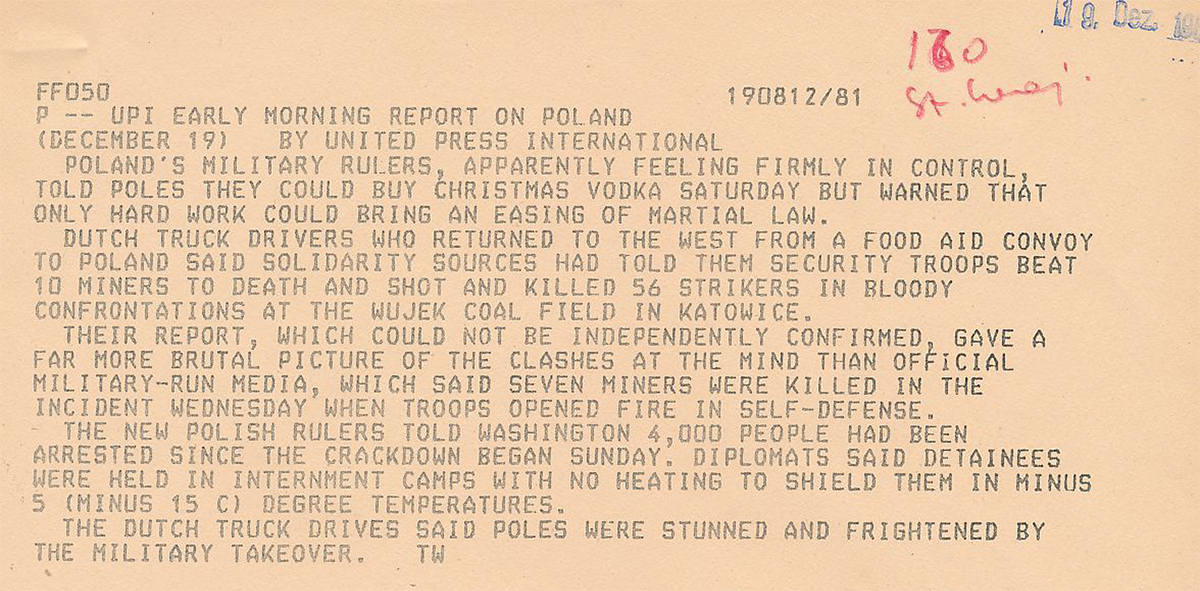 19. Dez.
160
FF050 190812/81
P -- UPI EARLY MORNING REPORT ON POLAND
(DECEMBER 19) BY UNITED PRESS INTERNATIONAL
POLAND'S MILITARY RULERS, APPARENTLY FEELING FIRMLY IN CONTROL,
TOLD POLES THEY COULD BUY CHRISTMAS VODKA SATURDAY BUT WARNED THAT
ONLY HARD WORK COULD BRING AN EASING OF MARTIAL LAW.
DUTCH TRUCK DRIVERS WHO RETURNED TO THE WEST FROM A FOOD AID CONVOY
TO POLAND SAID SOLIDARITY SOURCES HAD TOLD THEM SECURITY TROOPS BEAT
10 MINERS TO DEATH AND SHOT AND KILLED 56 STRIKERS IN BLOODY
CONFRONTATIONS AT THE WUJEK COAL FIELD IN KATOWICE.
THEIR REPORT, WHICH COULD NOT BE INDEPENDENTLY CONFIRMED, GAVE A
FAR MORE BRUTAL PICTURE OF THE CLASHES AT THE MIND THAN OFFICIAL
MILITARY-RUN MEDIA, WHICH SAID SEVEN MINERS WERE KILLED IN THE
INCIDENT WEDNESDAY WHEN TROOPS OPENED FIRE IN SELF-DEFENSE.
THE NEW POLISH RULERS TOLD WASHINGTON 4,000 PEOPLE HAD BEEN
ARRESTED SINCE THE CRACKDOWN BEGAN SUNDAY. DIPLOMATS SAID DETAINEES
WERE HELD IN INTERNMENT CAMPS WITH NO HEATING TO SHIELD THEM IN MINUS
5 (MINUS 15 C) DEGREE TEMPERATURES.
THE DUTCH TRUCK DRIVES SAID POLES WERE STUNNED AND FRIGHTENED BY
THE MILITARY TAKEOVER. TW